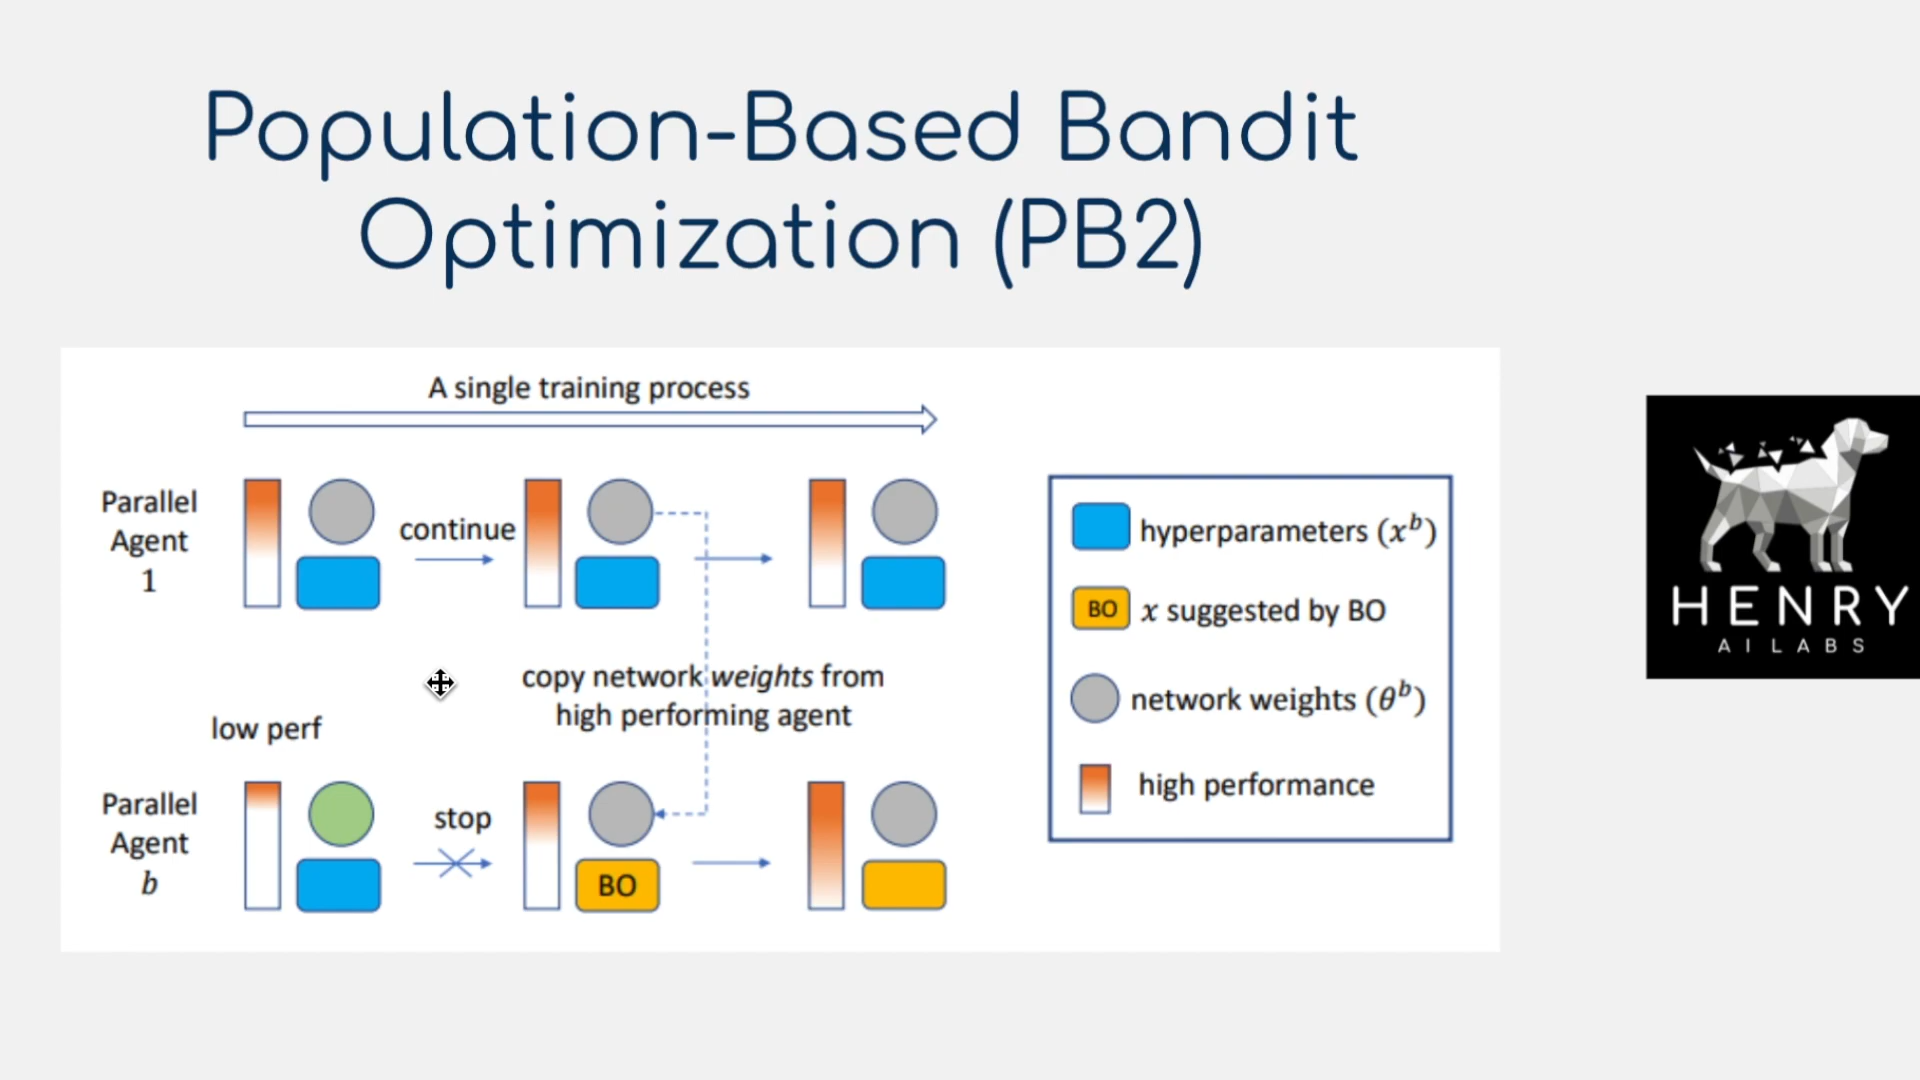 Population-Based Bandit
Optimization (PB2)
A single training process
Parallel
Agent
1
continue
copy network weights from
high performing agent
low perf
Parallel
Agent
b
stop
BO
hyperparameters (x^b)
BO x suggested by BO
network weights (θ^b)
high performance
HENRY
AI LABS